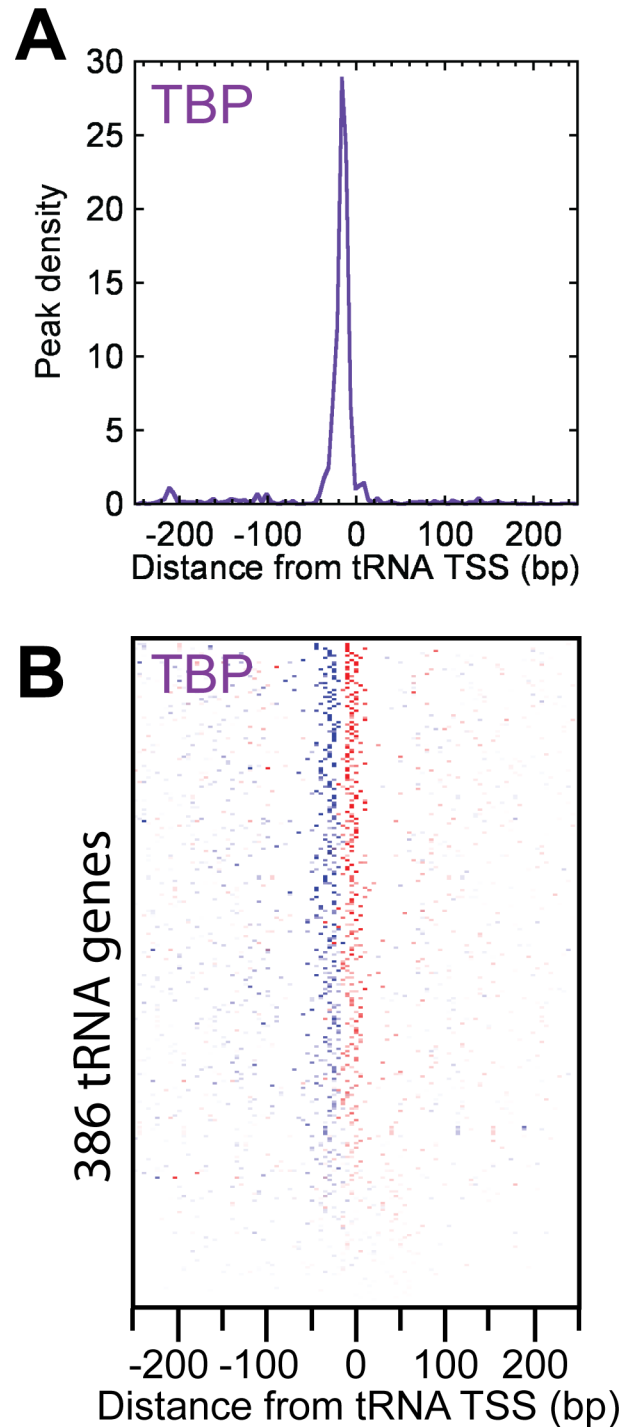 A
TBP
30
25
20
15
10
5
0
Peak density
-200 -100 0 100 200
Distance from tRNA TSS (bp)
B
TBP
386 tRNA genes
-200 -100 0 100 200
Distance from tRNA TSS (bp)